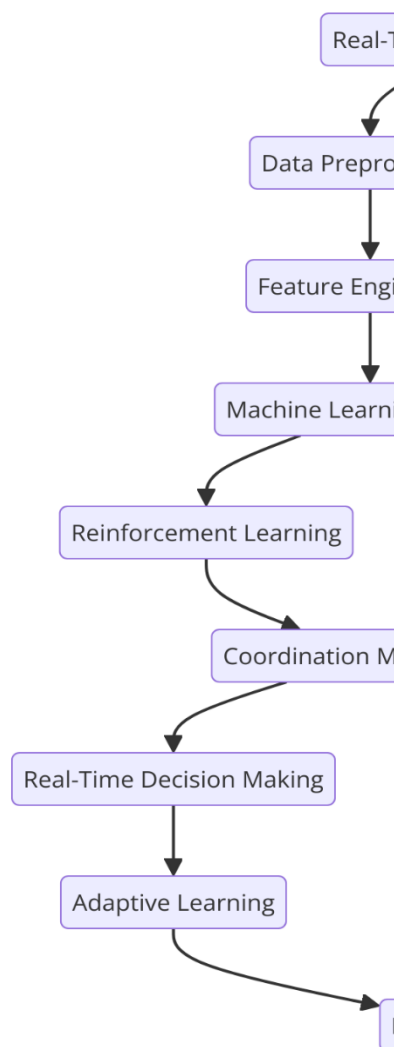 Real-T
Data Prepro
Feature Engi
Machine Learni
Reinforcement Learning
Coordination M
Real-Time Decision Making
Adaptive Learning